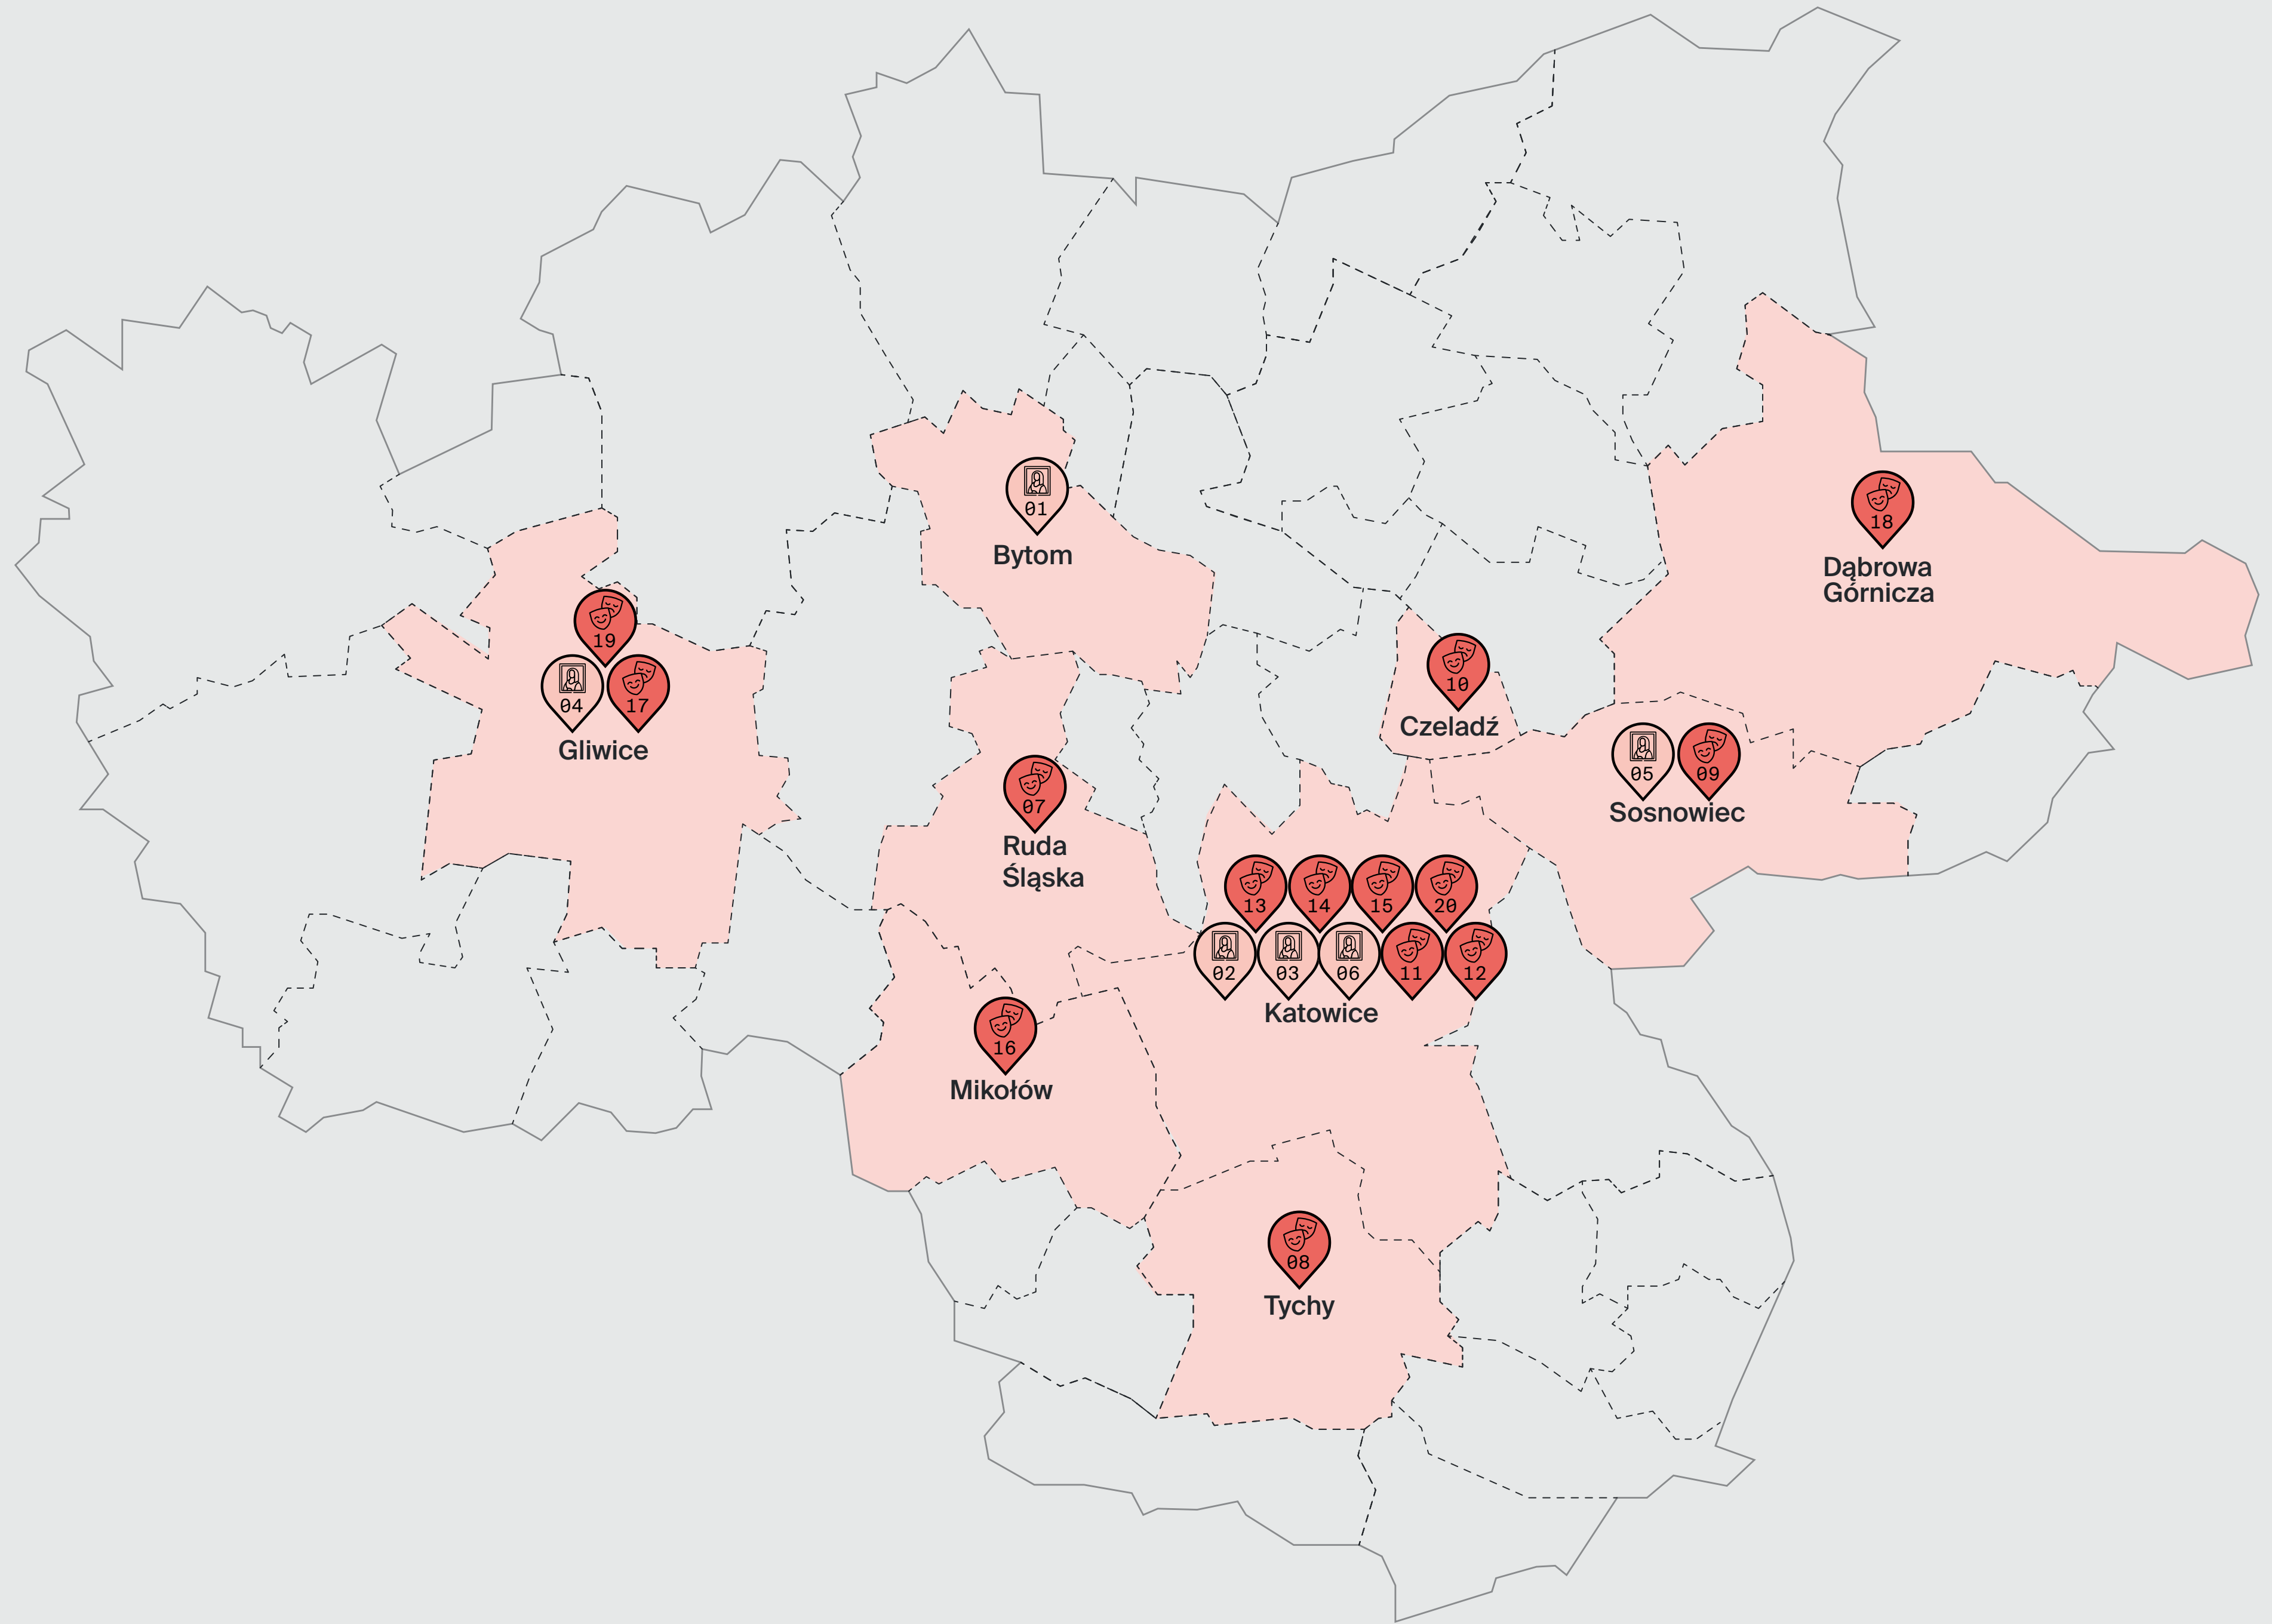 01
Bytom
18
Dąbrowa
Górnicza
19
04
17
Gliwice
10
Czeladź
05
09
Sosnowiec
07
Ruda
Śląska
13
14
15
20
02
03
06
11
12
Katowice
16
Mikołów
08
Tychy